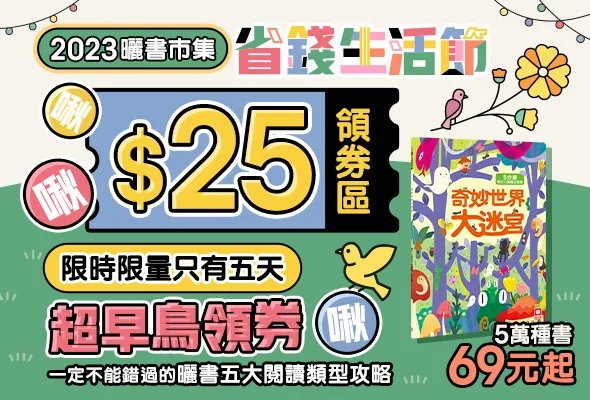 2023曬書市集
省錢生活節
啾
$25
領券區
啾
5分鐘
奇妙世界
大迷宮
限時限量只有五天
超早鳥領券
啾
一定不能錯過的曬書五大閱讀類型攻略
5萬種書
69元起